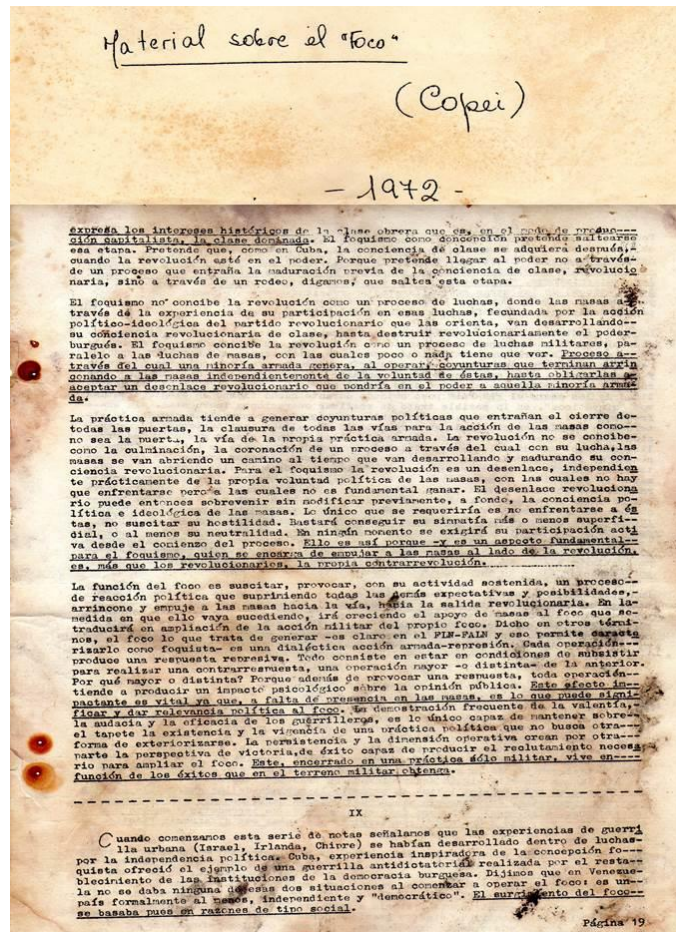 Material sobre el "Foco"
(Copei)
- 1972 -
expresa los intereses históricos de la clase obrera que es, en el modo de produc---
ción capitalista, la clase dominada. El foquismo como concepción pretende saltearse
esa etapa. Pretende que, como en Cuba, la conciencia de clase se adquiera después,-
cuando la revolución esté en el poder. Porque pretende llegar al poder no a través-
de un proceso que entraña la maduración previa de la conciencia de clase, revolucio
naria, sino a través de un rodeo, digamos, que saltea esta etapa.
El foquismo no concibe la revolución como un proceso de luchas, donde las masas a
través de la experiencia de su participación en esas luchas, fecundada por la acción
político-ideológica del partido revolucionario que las orienta, van desarrollando--
su conciencia revolucionaria de clase, hasta destruir revolucionariamente el poder-
burgués. El foquismo concibe la revolución como un proceso de luchas militares, pa-
ralelo a las luchas de masas, con las cuales poco o nada tiene que ver. Proceso a--
través del cual una minoría armada genera, al operar, coyunturas que terminan arrin
conando a las masas independientemente de la voluntad de éstas, hasta obligarlas a-
aceptar un desenlace revolucionario que pondría en el poder a aquella minoría arma-
da.
La práctica armada tiende a generar coyunturas políticas que entrañan el cierre de-
todas las puertas, la clausura de todas las vías para la acción de las masas como--
no sea la puerta, la vía de la propia práctica armada. La revolución no se concibe-
como la culminación, la coronación de un proceso a través del cual con su lucha,las
masas se van abriendo un camino al tiempo que van desarrollando y madurando su con-
ciencia revolucionaria. Para el foquismo la revolución es un desenlace, independien
te prácticamente de la propia voluntad política de las masas, con las cuales no hay
que enfrentarse pero a las cuales no es fundamental ganar. El desenlace revoluciona
rio puede entonces sobrevenir sin modificar previamente, a fondo, la conciencia po-
lítica e ideológica de las masas. Lo único que se requeriría es no enfrentarse a és
tas, no suscitar su hostilidad. Bastará conseguir su simpatía más o menos superfi--
dial, o al menos su neutralidad. En ningún momento se exigirá su participación acti
va desde el comienzo del proceso. Ello es así porque -y es un aspecto fundamental--
para el foquismo, quien se encarga de empujar a las masas al lado de la revolución,
es, más que los revolucionarios, la propia contrarrevolución.
La función del foco es suscitar, provocar, con su actividad sostenida, un proceso--
de reacción política que suprimiendo todas las demás expectativas y posibilidades,-
arrincone y empuje a las masas hacia la vía, hacia la salida revolucionaria. En la-
medida en que ello vaya sucediendo, irá creciendo el apoyo de masas al foco que se-
traducirá en ampliación de la acción militar del propio foco. Dicho en otros térmi-
nos, el foco lo que trata de generar -es claro en el FLN-FALN y eso permite caracte
rizarlo como foquista- es una dialéctica acción armada-represión. Cada operación---
produce una respuesta represiva. Todo consiste en estar en condiciones de subsistir
para realizar una contrarrespuesta, una operación mayor -o distinta- de la anterior.
Por qué mayor o distinta? Porque además de provocar una respuesta, toda operación--
tiende a producir un impacto psicológico sobre la opinión pública. Este efecto im--
pactante es vital ya que, a falta de presencia en las masas, es lo que puede signi-
ficar y dar relevancia política al foco. La demostración frecuente de la valentía,-
la audacia y la eficacia de los guerrilleros, es lo único capaz de mantener sobre--
el tapete la existencia y la vigencia de una práctica política que no busca otra---
forma de exteriorizarse. La persistencia y la dimensión operativa crean por otra---
parte la perspectiva de victoria,de éxito capaz de producir el reclutamiento necesa
rio para ampliar el foco. Este, encerrado en una práctica sólo militar, vive en----
función de los éxitos que en el terreno militar obtenga.
IX
Cuando comenzamos esta serie de notas señalamos que las experiencias de guerri
lla urbana (Israel, Irlanda, Chipre) se habían desarrollado dentro de luchas-
por la independencia política. Cuba, experiencia inspiradora de la concepción fo---
quista ofreció el ejemplo de una guerrilla antidictatorial realizada por el resta--
blecimiento de las instituciones de la democracia burguesa. Dijimos que en Venezue-
la no se daba ninguna de esas dos situaciones al comenzar a operar el foco: es un--
país formalmente al menos, independiente y "democrático". El surgimiento del foco--
se basaba pues en razones de tipo social.
Página 19